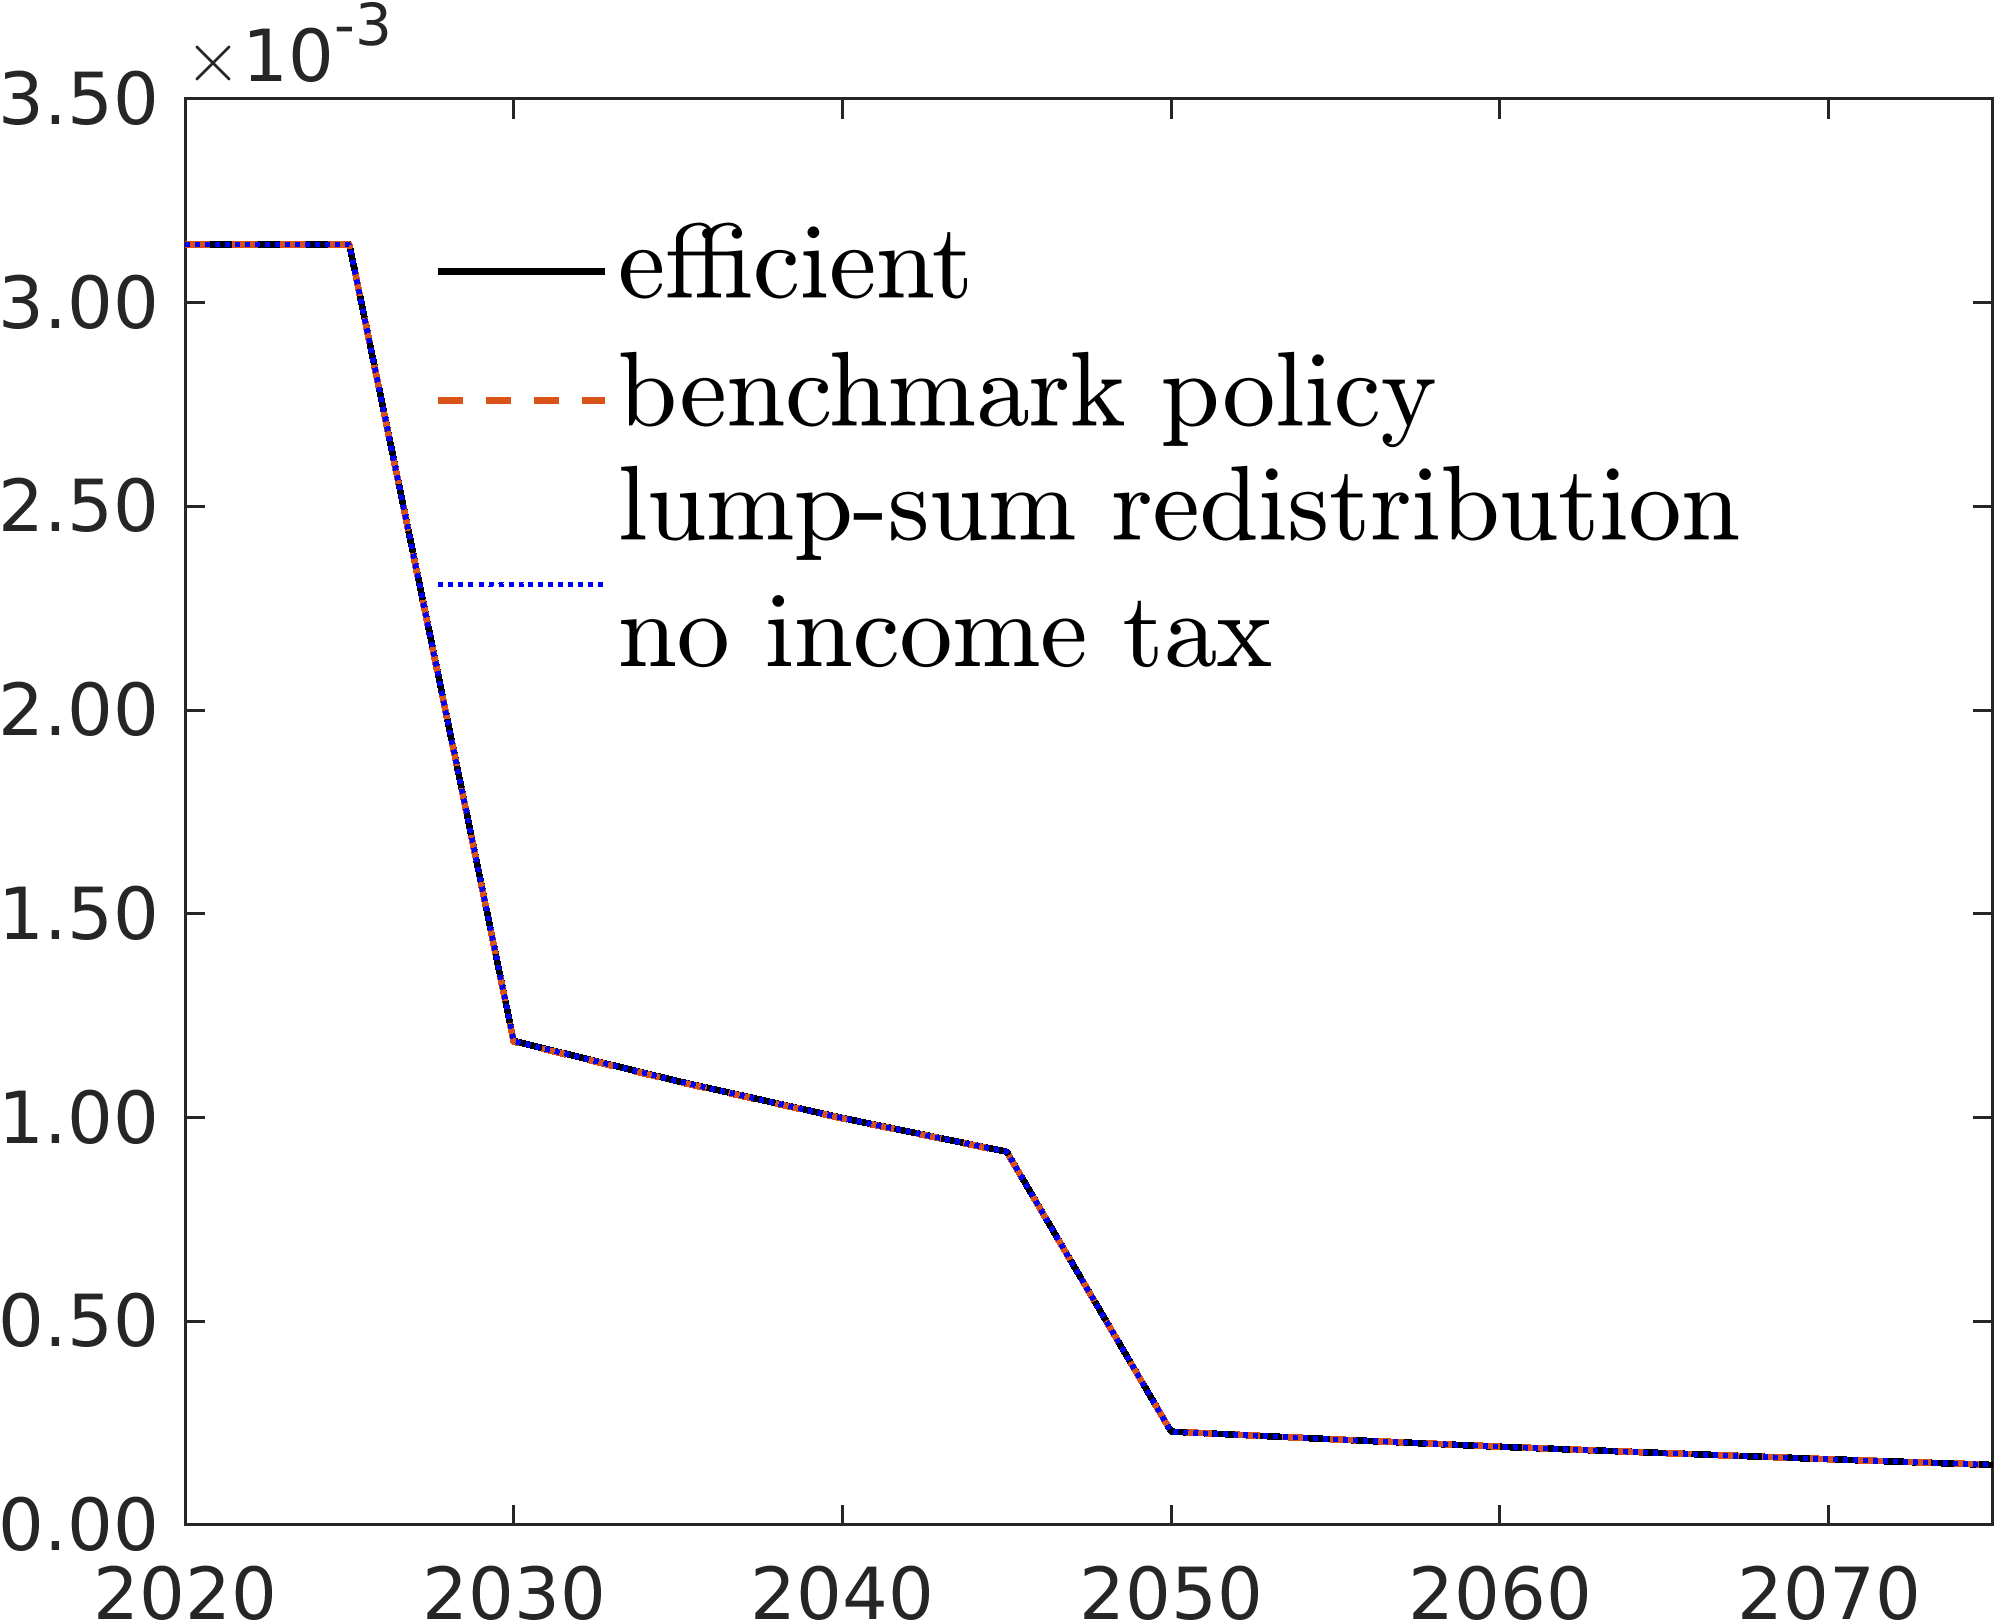 ×10-3
3.50
3.00
2.50
2.00
1.50
1.00
0.50
0.00
efficient
benchmark policy
lump-sum redistribution
no income tax
2020 2030 2040 2050 2060 2070